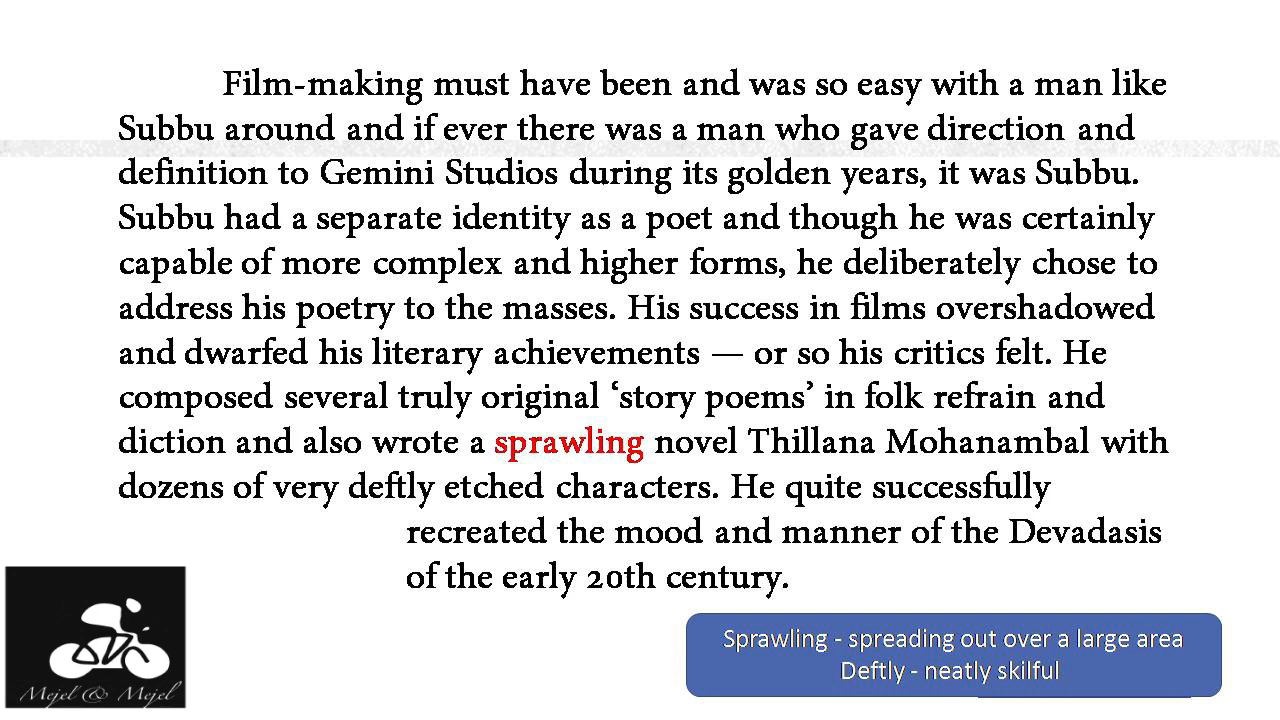 Film-making must have been and was so easy with a man like
Subbu around and if ever there was a man who gave direction and
definition to Gemini Studios during its golden years, it was Subbu.
Subbu had a separate identity as a poet and though he was certainly
capable of more complex and higher forms, he deliberately chose to
address his poetry to the masses. His success in films overshadowed
and dwarfed his literary achievements — or so his critics felt. He
composed several truly original ‘story poems’ in folk refrain and
diction and also wrote a sprawling novel Thillana Mohanambal with
dozens of very deftly etched characters. He quite successfully
recreated the mood and manner of the Devadasis
of the early 20th century.
Sprawling - spreading out over a large area
Deftly - neatly skilful
Mejel & Mejel